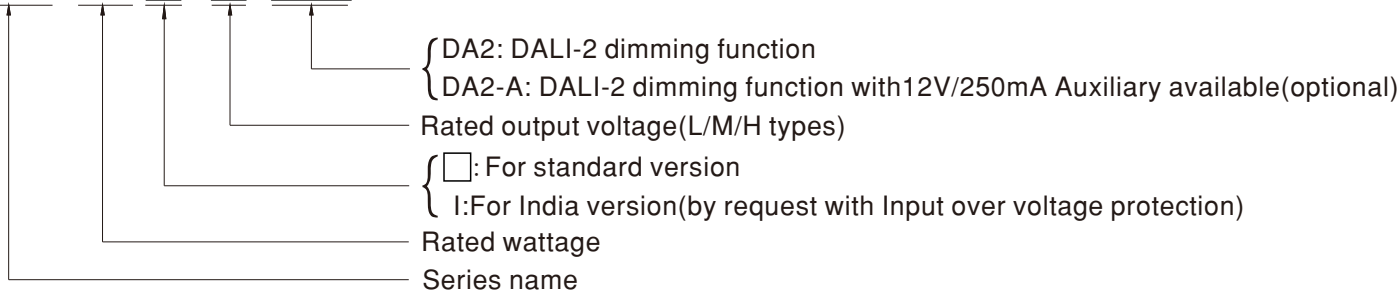 DA2: DALI-2 dimming function
DA2-A: DALI-2 dimming function with12V/250mA Auxiliary available(optional)
Rated output voltage(L/M/H types)
□: For standard version
I:For India version(by request with Input over voltage protection)
Rated wattage
Series name